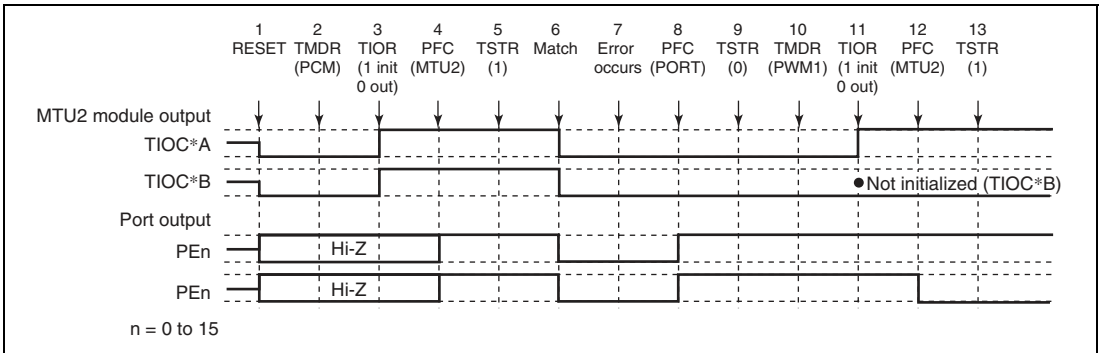 1 2 3 4 5 6 7 8 9 10 11 12 13
RESET TMDR TIOR PFC TSTR Match Error PFC TSTR TMDR TIOR PFC TSTR
(PCM) (1 init (MTU2) (1) occurs (PORT) (0) (PWM1) (1 init (MTU2) (1)
0 out) 0 out)
MTU2 module output
TIOC*A
TIOC*B
●Not initialized (TIOC*B)
Port output
PEn
Hi-Z
PEn
Hi-Z
n = 0 to 15